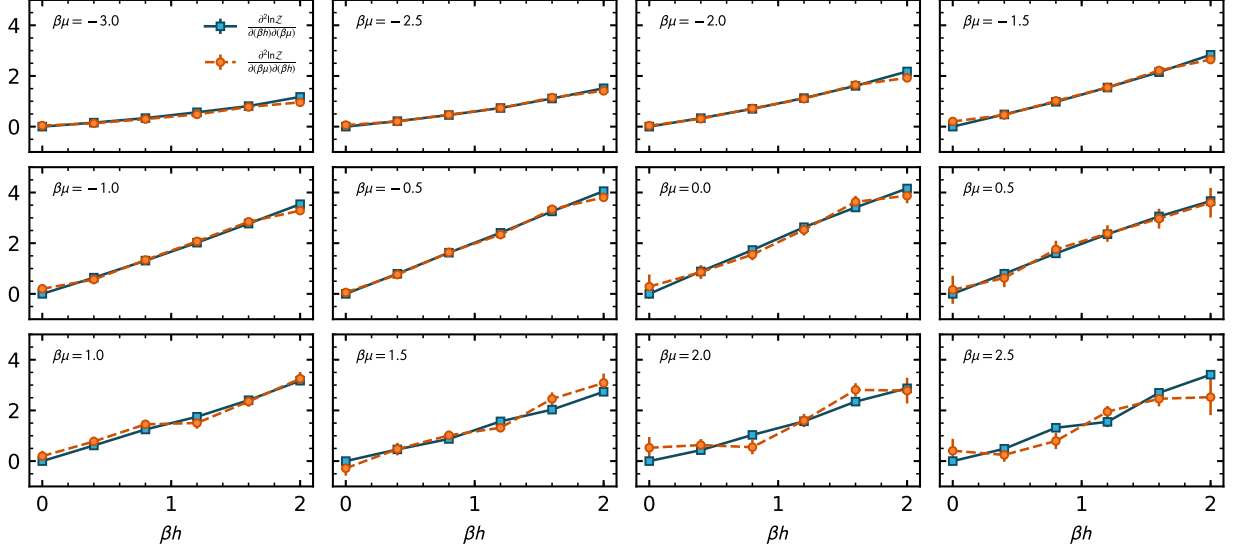 βμ = −3.0
∂²ln𝒵 / ∂(βh)∂(βμ)
∂²ln𝒵 / ∂(βμ)∂(βh)
βμ = −2.5
βμ = −2.0
βμ = −1.5
4
2
0
βμ = −1.0
βμ = −0.5
βμ = 0.0
βμ = 0.5
4
2
0
βμ = 1.0
βμ = 1.5
βμ = 2.0
βμ = 2.5
4
2
0
0 1 2 0 1 2 0 1 2 0 1 2
βh βh βh βh